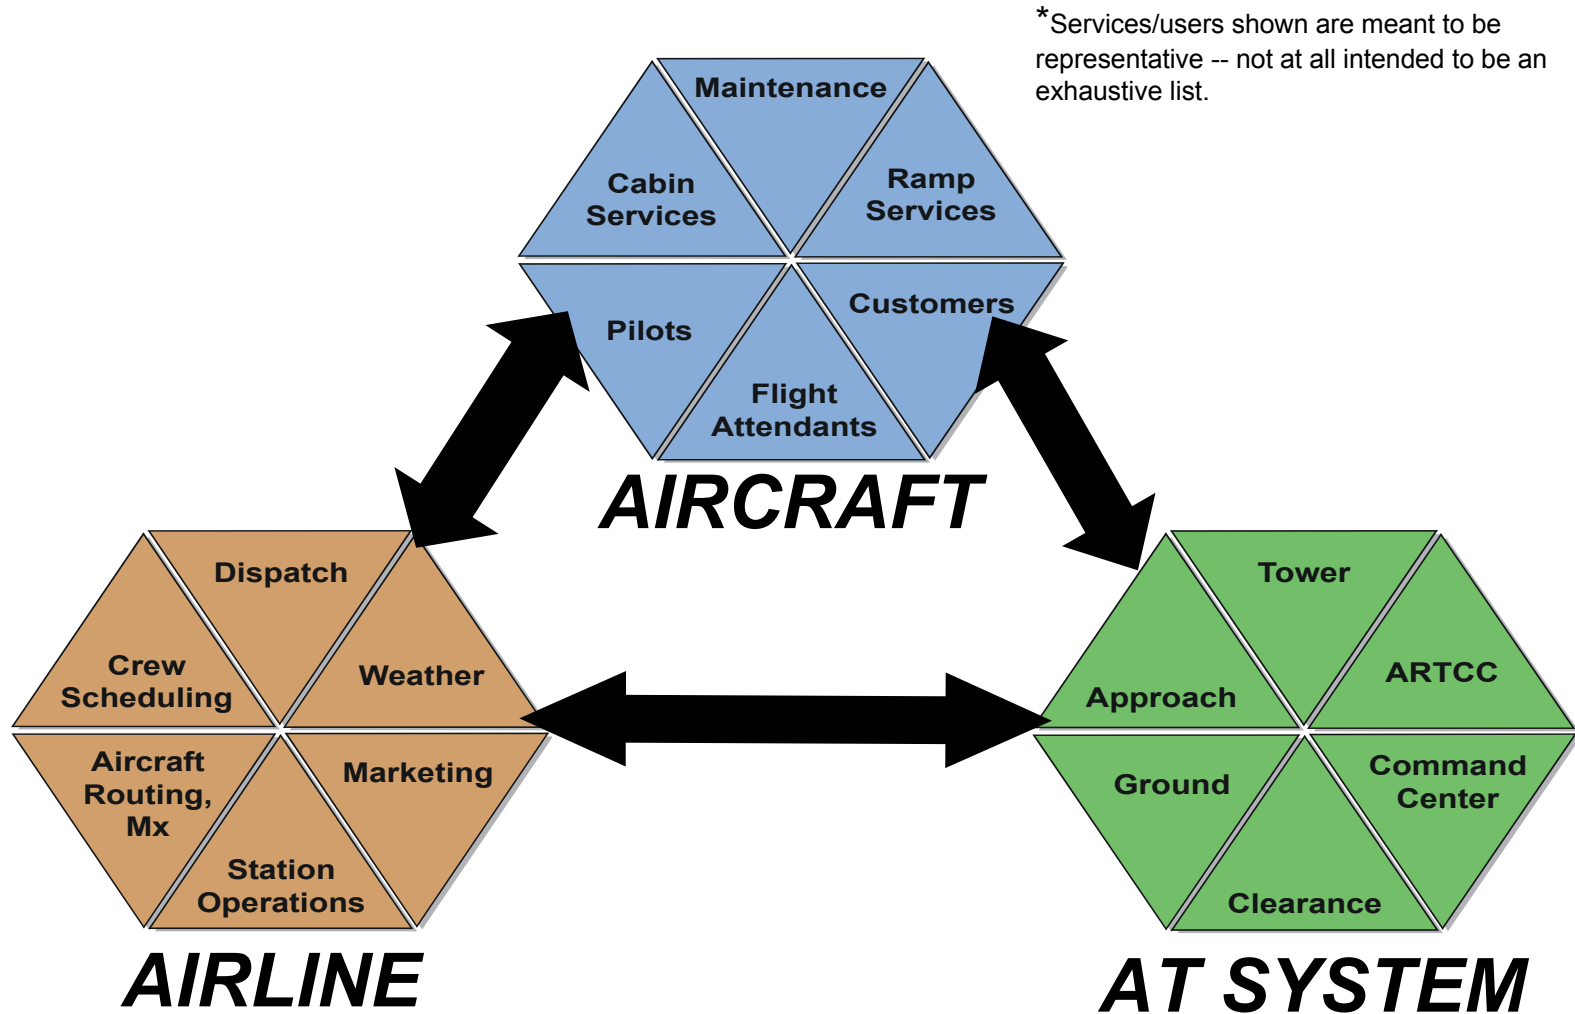 *Services/users shown are meant to be
representative -- not at all intended to be an
exhaustive list.
Maintenance
Cabin
Services
Ramp
Services
Pilots
Customers
Flight
Attendants
AIRCRAFT
Dispatch
Crew
Scheduling
Weather
Aircraft
Routing,
Mx
Marketing
Station
Operations
AIRLINE
Tower
Approach
ARTCC
Ground
Command
Center
Clearance
AT SYSTEM